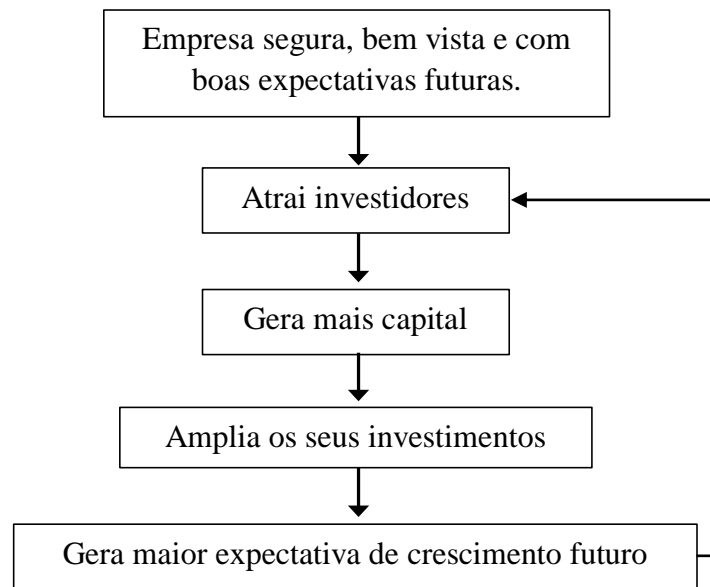 Empresa segura, bem vista e com
boas expectativas futuras.
Atrai investidores
Gera mais capital
Amplia os seus investimentos
Gera maior expectativa de crescimento futuro